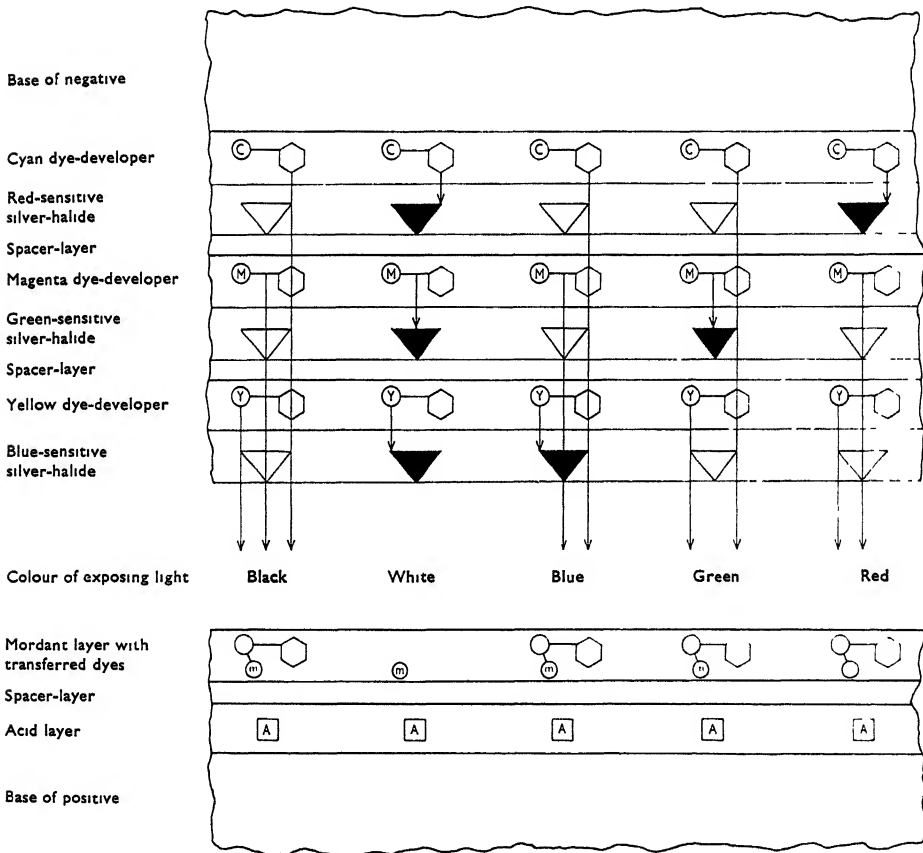 Base of negative
Cyan dye-developer
C C C C C
Red-sensitive
silver-halide
Spacer-layer
Magenta dye-developer
M M M M M
Green-sensitive
silver-halide
Spacer-layer
Yellow dye-developer
Y Y Y Y Y
Blue-sensitive
silver-halide
Colour of exposing light Black White Blue Green Red
Mordant layer with
transferred dyes
m m m
Spacer-layer
Acid layer
A A A A A
Base of positive